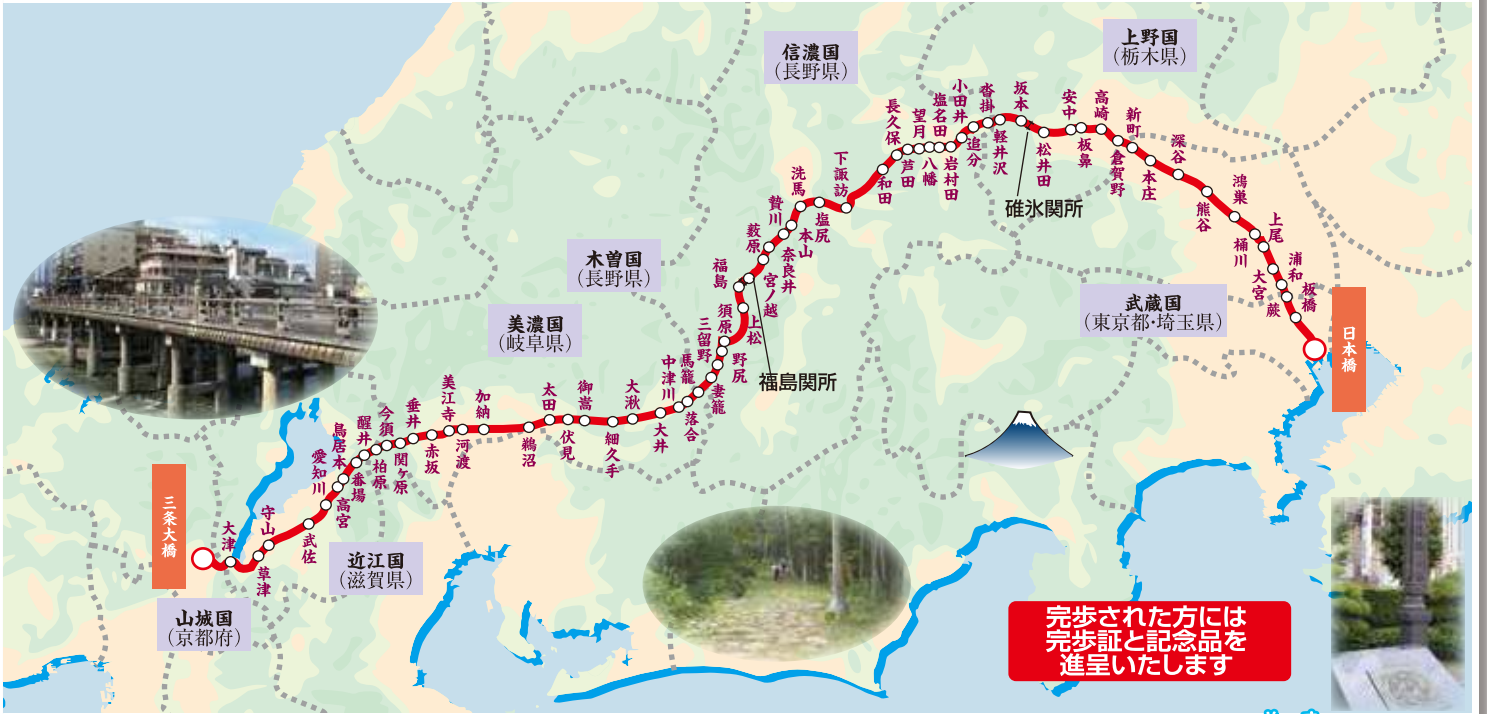 信濃国
(長野県)
上野国
(栃木県)
木曽国
(長野県)
美濃国
(岐阜県)
武蔵国
(東京都・埼玉県)
近江国
(滋賀県)
山城国
(京都府)
日本橋
板橋
蕨
浦和
大宮
上尾
桶川
鴻巣
熊谷
深谷
本庄
新町
倉賀野
高崎
板鼻
安中
松井田
坂本
碓氷関所
軽井沢
沓掛
追分
小田井
岩村田
塩名田
八幡
望月
芦田
長久保
和田
下諏訪
塩尻
洗馬
本山
贄川
奈良井
薮原
宮ノ越
福島
福島関所
上松
須原
野尻
三留野
妻籠
馬籠
落合
中津川
大井
大湫
細久手
御嵩
伏見
太田
鵜沼
加納
河渡
美江寺
赤坂
垂井
関ヶ原
今須
柏原
醒井
番場
鳥居本
高宮
愛知川
武佐
守山
草津
大津
三条大橋
完歩された方には
完歩証と記念品を
進呈いたします